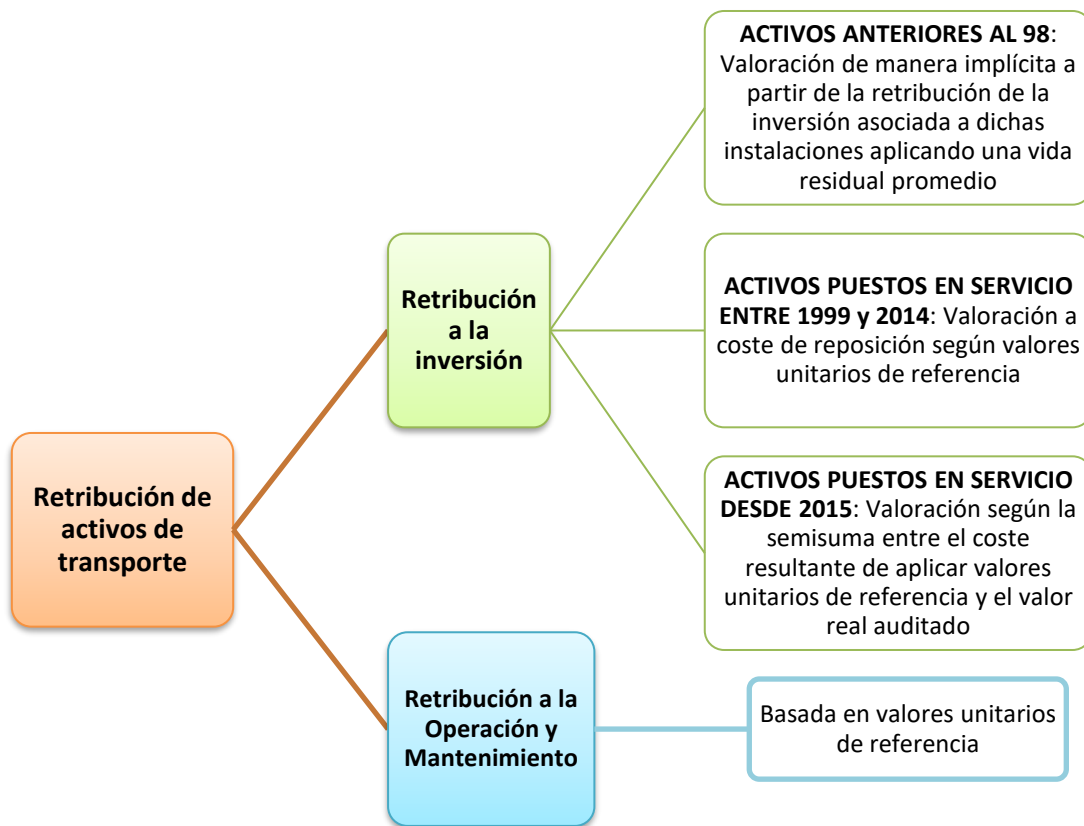 ACTIVOS ANTERIORES AL 98:
Valoración de manera implícita a
partir de la retribución de la
inversión asociada a dichas
instalaciones aplicando una vida
residual promedio
Retribución
a la
inversión
ACTIVOS PUESTOS EN SERVICIO
ENTRE 1999 y 2014: Valoración a
coste de reposición según valores
unitarios de referencia
Retribución de
activos de
transporte
ACTIVOS PUESTOS EN SERVICIO
DESDE 2015: Valoración según la
semisuma entre el coste
resultante de aplicar valores
unitarios de referencia y el valor
real auditado
Retribución a la
Operación y
Mantenimiento
Basada en valores unitarios
de referencia